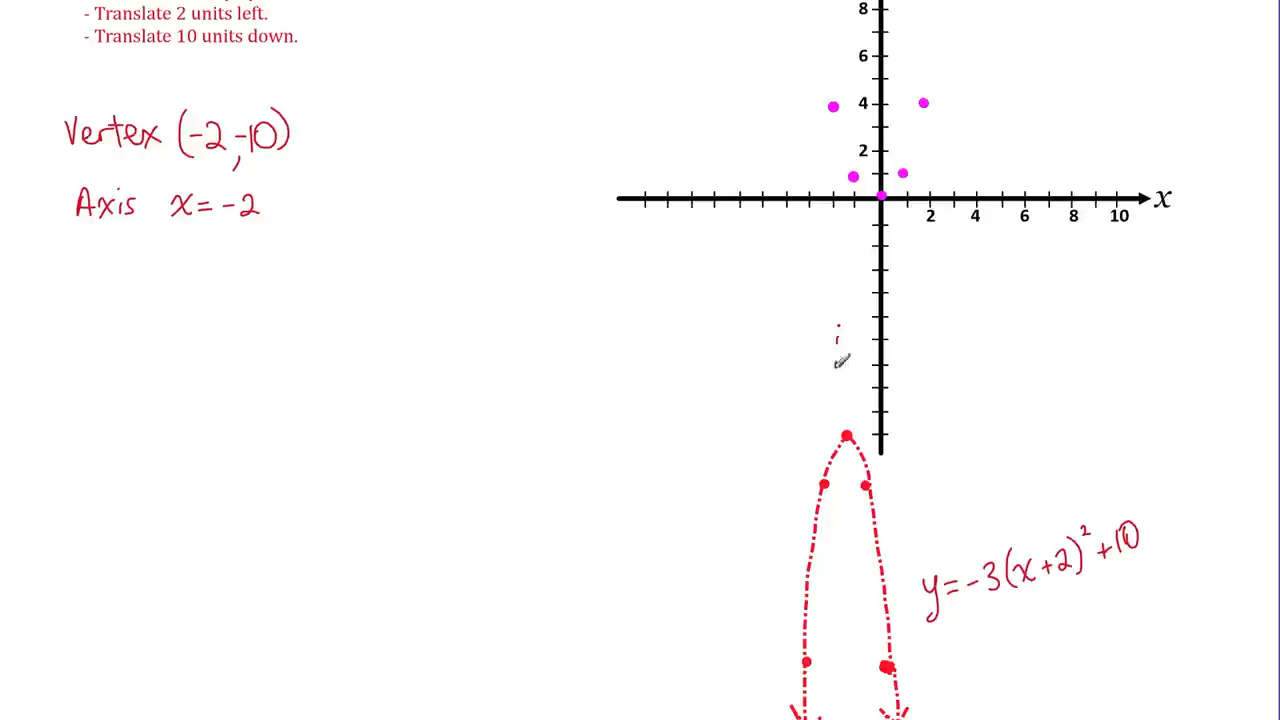 - Translate 2 units left.
- Translate 10 units down.
Vertex (-2,-10)
Axis x = -2
8
6
4
2
x
2 4 6 8 10
y = -3(x+2)² + 10